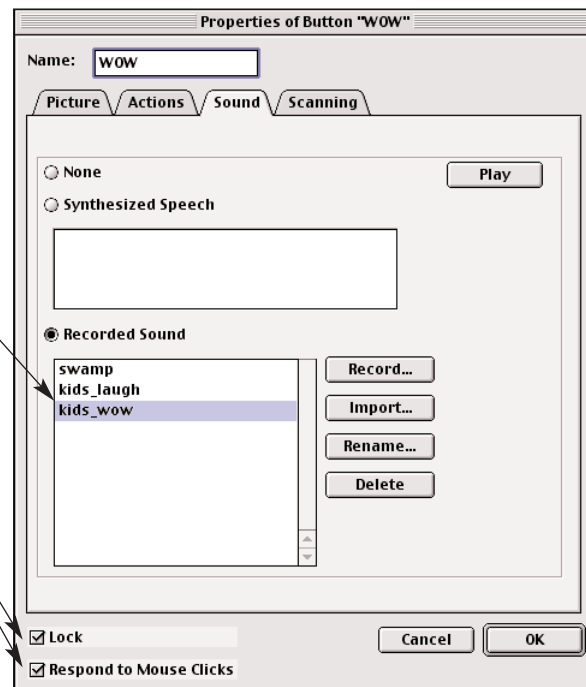 Properties of Button "WOW"
Name: WOW
Picture Actions Sound Scanning
None
Play
Synthesized Speech
Recorded Sound
swamp
Record...
kids_laugh
kids_wow
Import...
Rename...
Delete
Lock
Cancel OK
Respond to Mouse Clicks